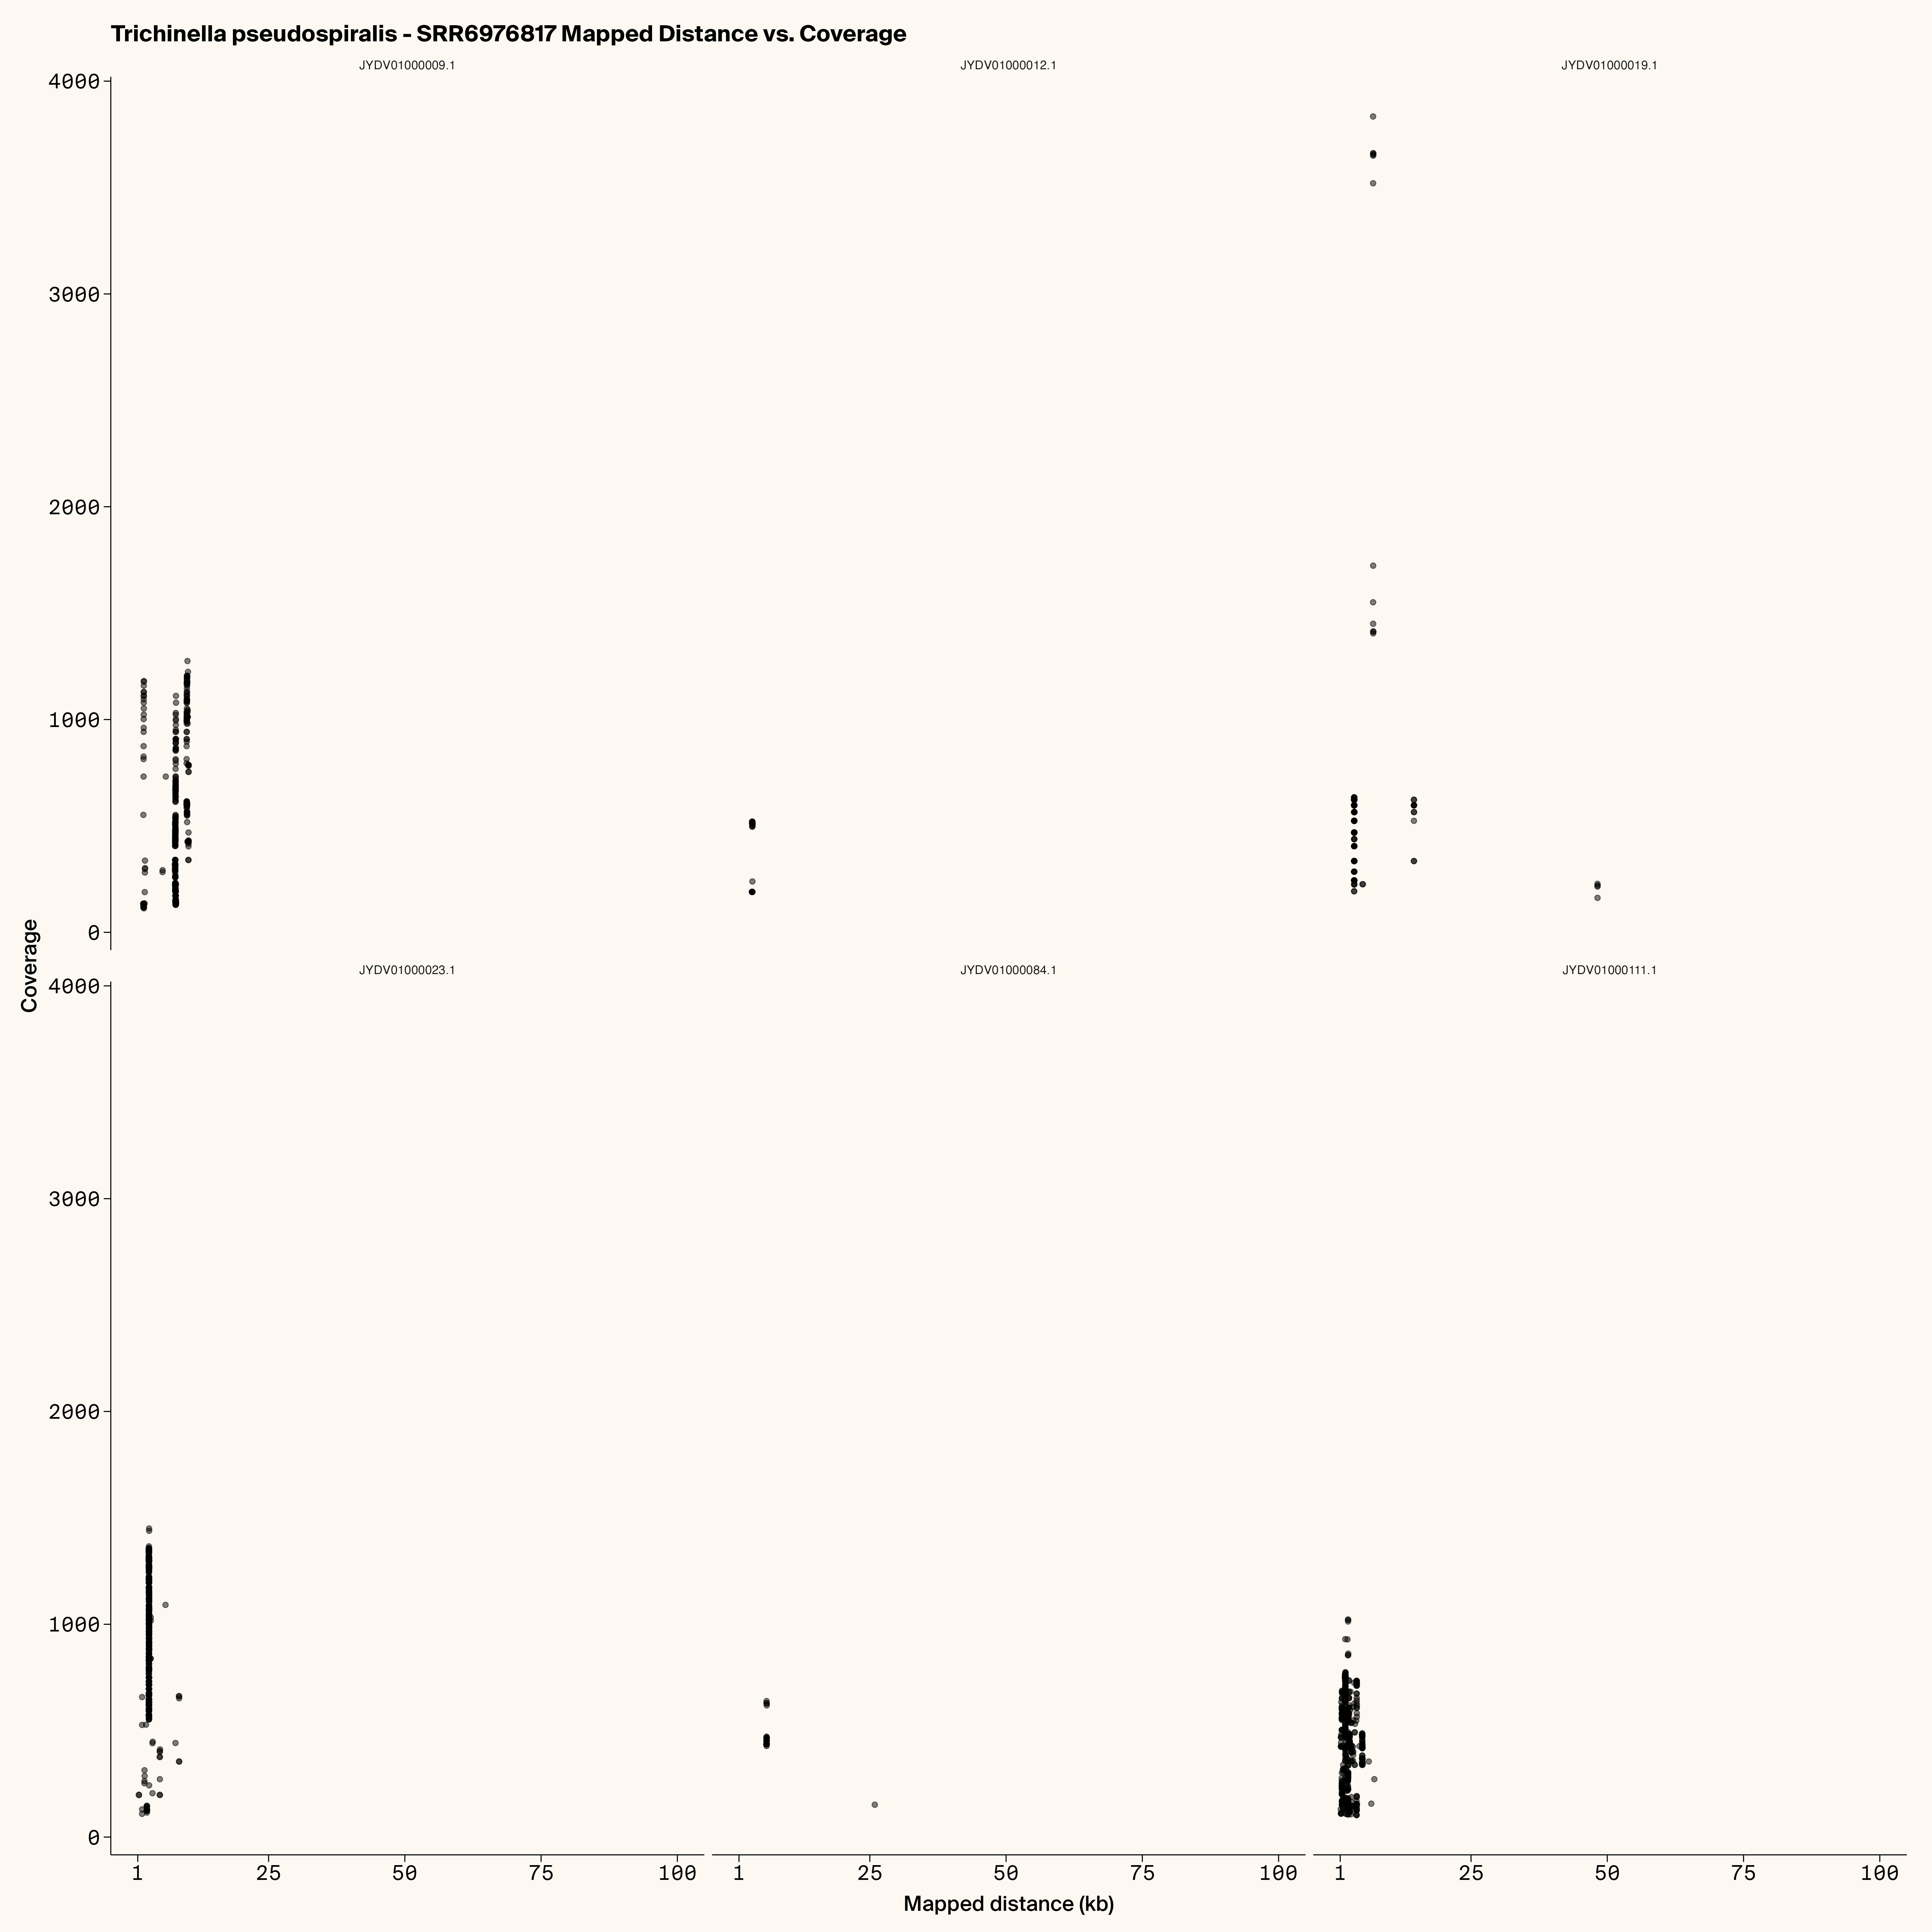 Trichinella pseudospiralis - SRR6976817 Mapped Distance vs. Coverage
JYDV01000009.1
JYDV01000012.1
JYDV01000019.1
4000
3000
2000
1000
0
Coverage
JYDV01000023.1
JYDV01000084.1
JYDV01000111.1
4000
3000
2000
1000
0
1 25 50 75 100
1 25 50 75 100
1 25 50 75 100
Mapped distance (kb)